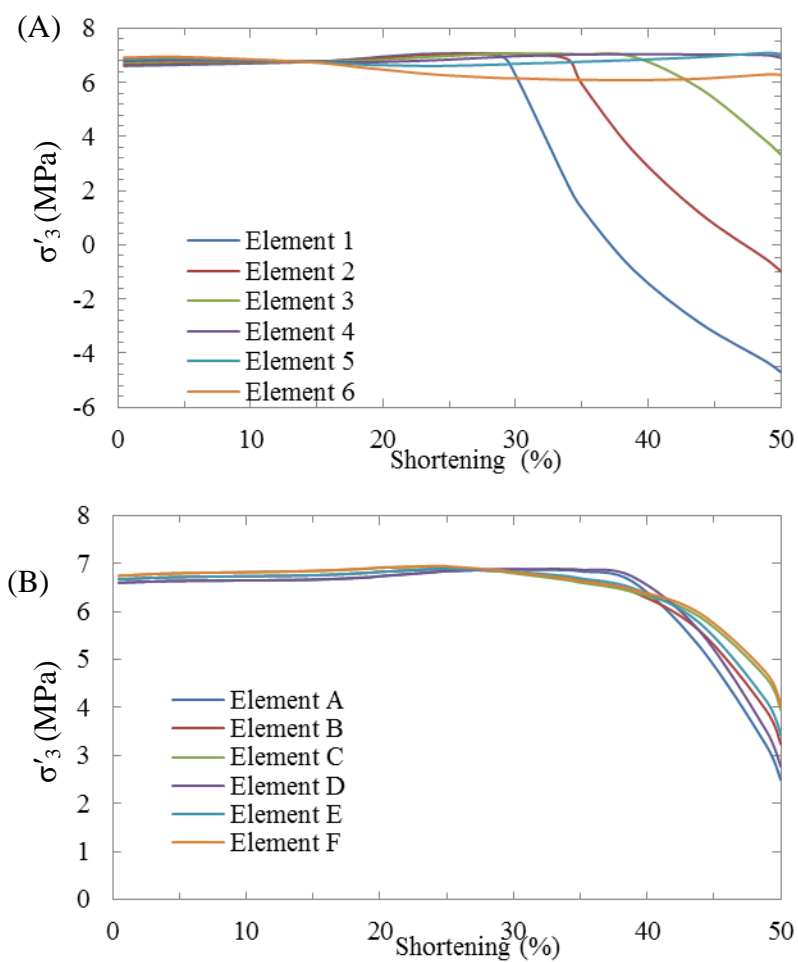 (A)
8
6
4
2
0
-2
-4
-6
σ′3 (MPa)
Element 1
Element 2
Element 3
Element 4
Element 5
Element 6
0 10 20 30 40 50
Shortening (%)
(B)
8
7
6
5
4
3
2
1
0
σ′3 (MPa)
Element A
Element B
Element C
Element D
Element E
Element F
0 10 20 30 40 50
Shortening (%)